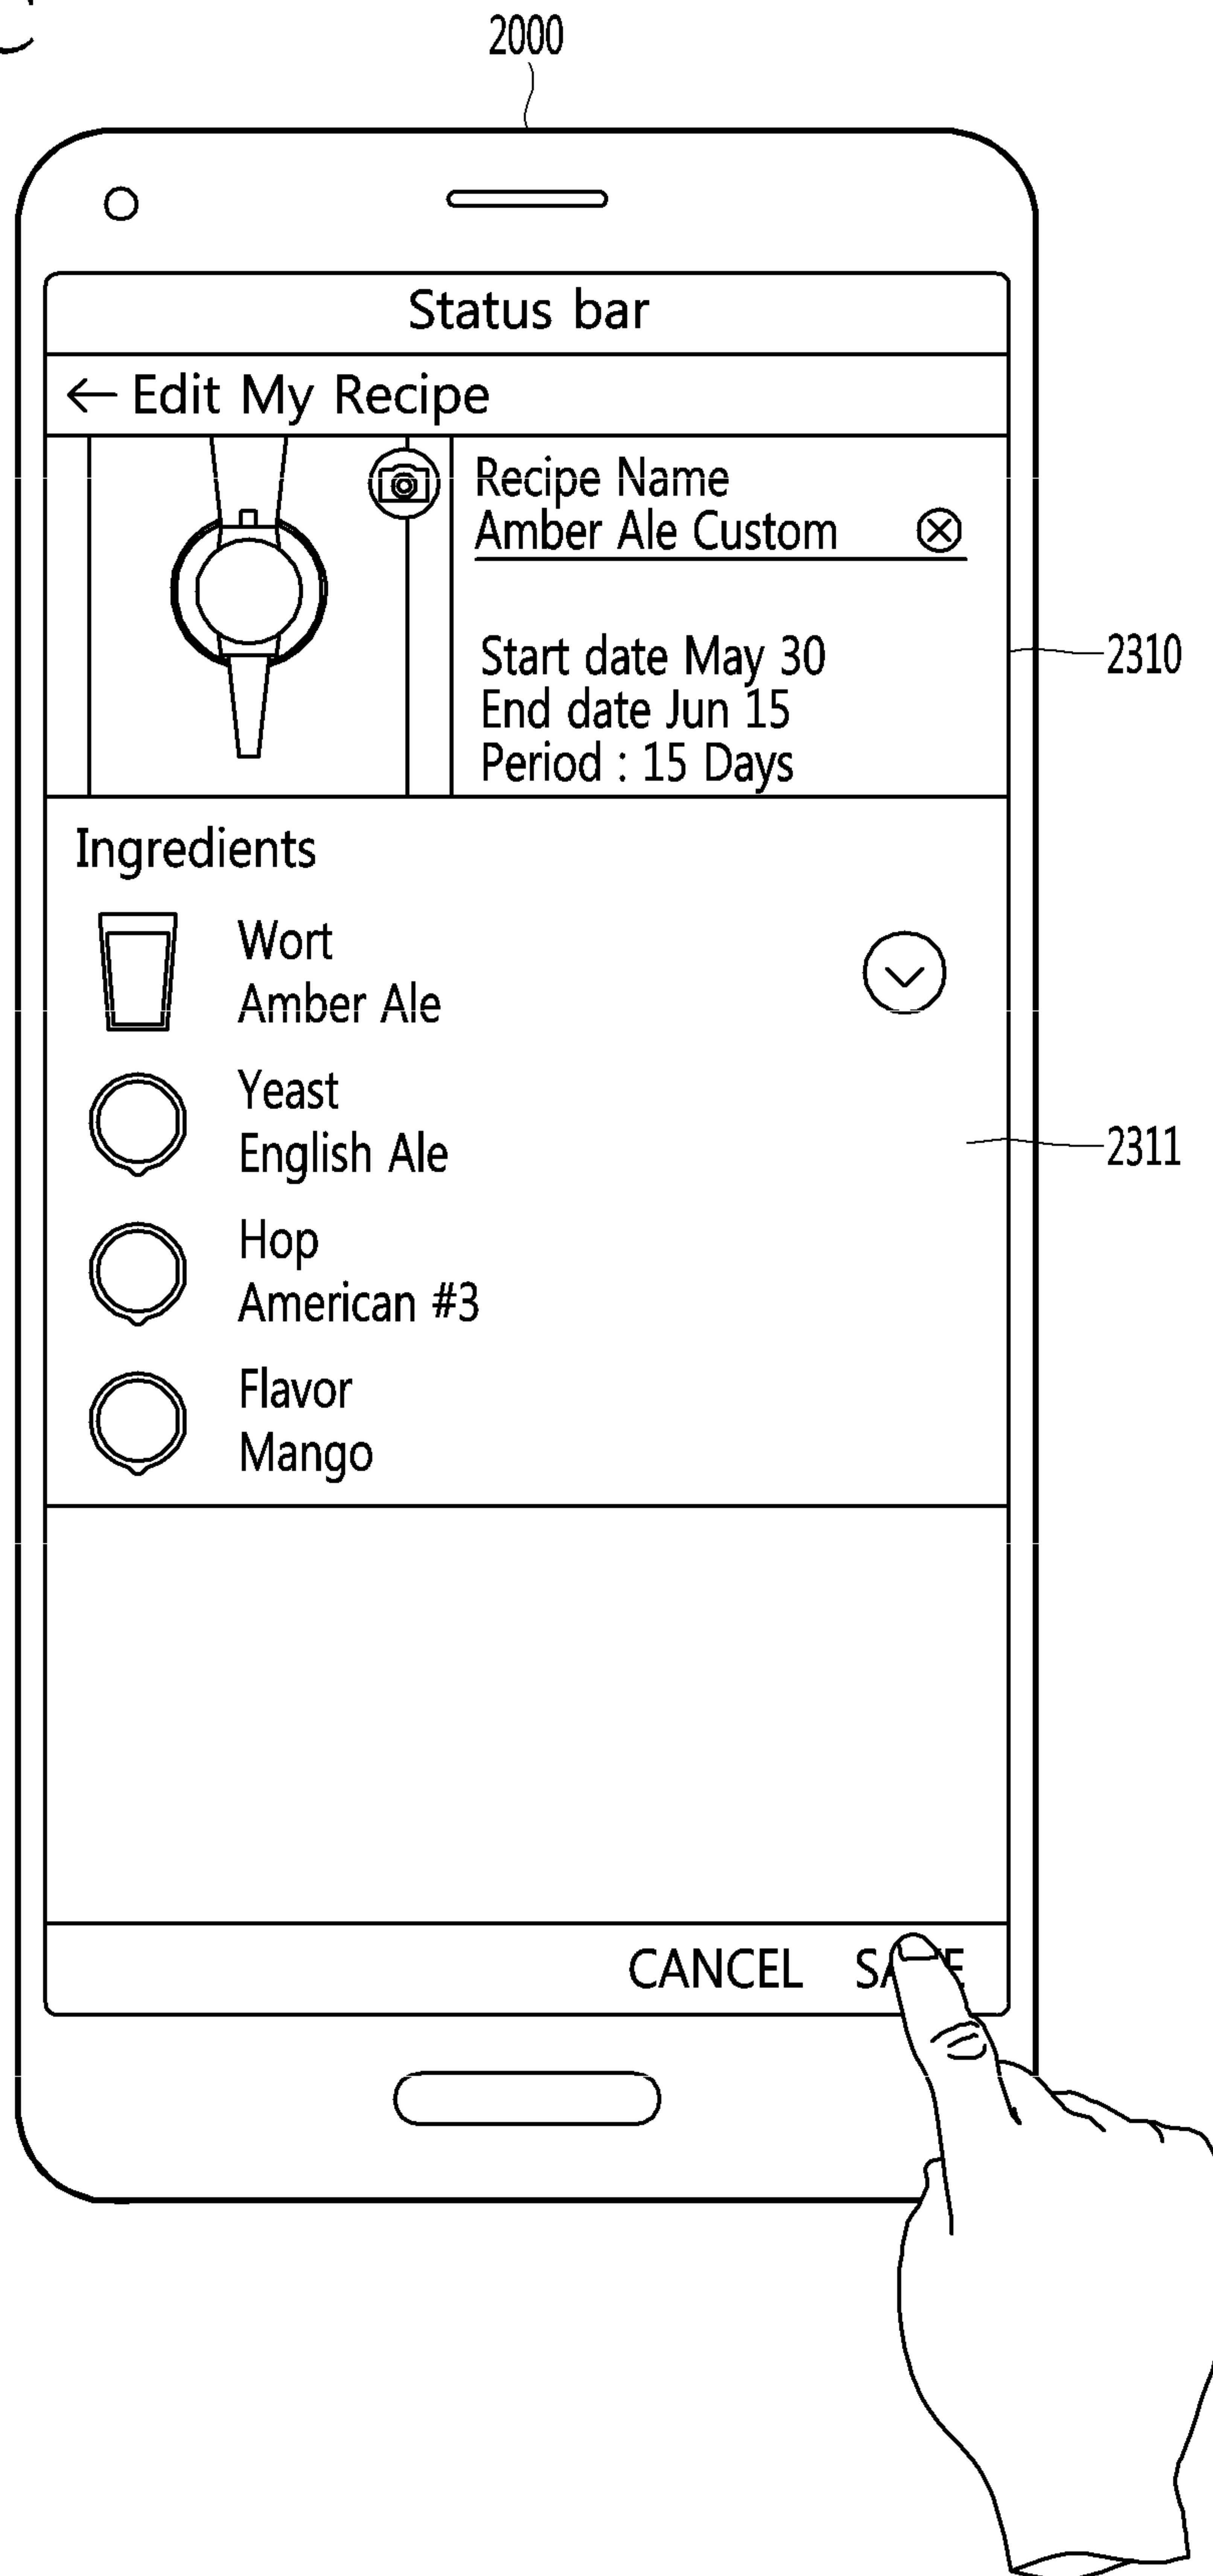 2000
Status bar
← Edit My Recipe
Recipe Name
Amber Ale Custom
Start date May 30
End date Jun 15
Period : 15 Days
2310
Ingredients
Wort
Amber Ale
Yeast
English Ale
2311
Hop
American #3
Flavor
Mango
CANCEL